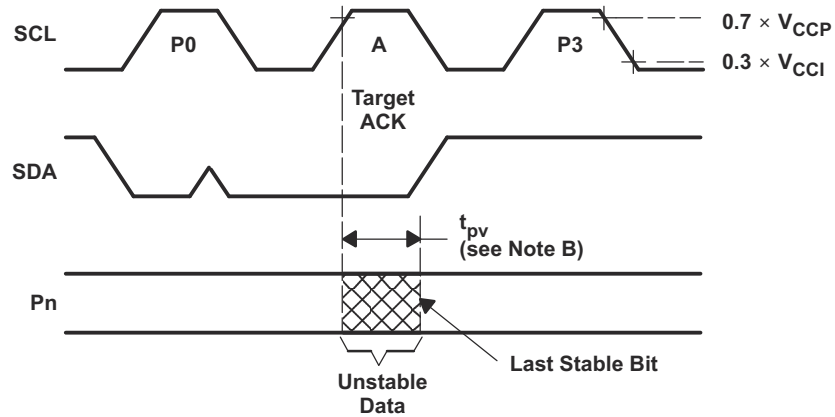 SCL
P0
A
P3
0.7 × VCCP
0.3 × VCCI
Target
ACK
SDA
tpv
(see Note B)
Pn
Last Stable Bit
Unstable
Data